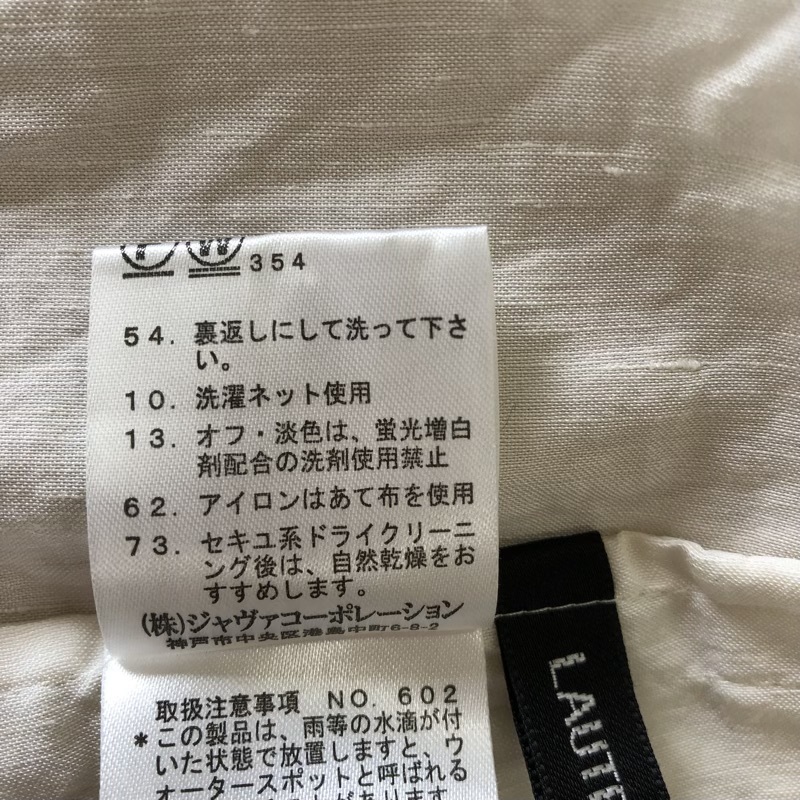 354
54. 裏返しにして洗って下さ
い。
10. 洗濯ネット使用
13. オフ・淡色は、蛍光増白
剤配合の洗剤使用禁止
62. アイロンはあて布を使用
73. セキユ系ドライクリーニ
ング後は、自然乾燥をお
すすめします。
(株)ジャヴァコーポレーション
神戸市中央区港島中町6-8-2
取扱注意事項 NO. 602
*この製品は、雨等の水滴が付
いた状態で放置しますと、ウ
ォータースポットと呼ばれる
LAUTE